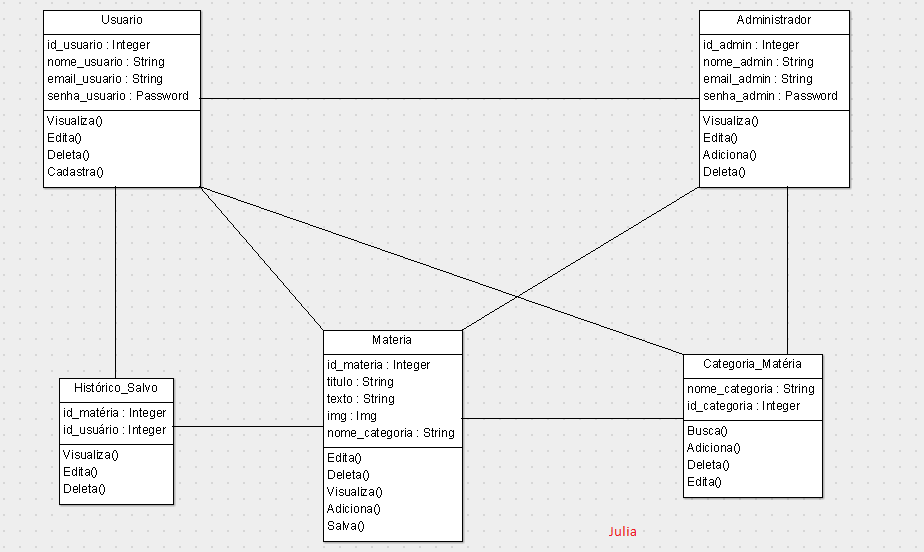 Usuario
id_usuario : Integer
nome_usuario : String
email_usuario : String
senha_usuario : Password
Visualiza()
Edita()
Deleta()
Cadastra()
Administrador
id_admin : Integer
nome_admin : String
email_admin : String
senha_admin : Password
Visualiza()
Edita()
Adiciona()
Deleta()
Histórico_Salvo
id_matéria : Integer
id_usuário : Integer
Visualiza()
Edita()
Deleta()
Materia
id_materia : Integer
titulo : String
texto : String
img : Img
nome_categoria : String
Edita()
Deleta()
Visualiza()
Adiciona()
Salva()
Categoria_Matéria
nome_categoria : String
id_categoria : Integer
Busca()
Adiciona()
Deleta()
Edita()
Julia